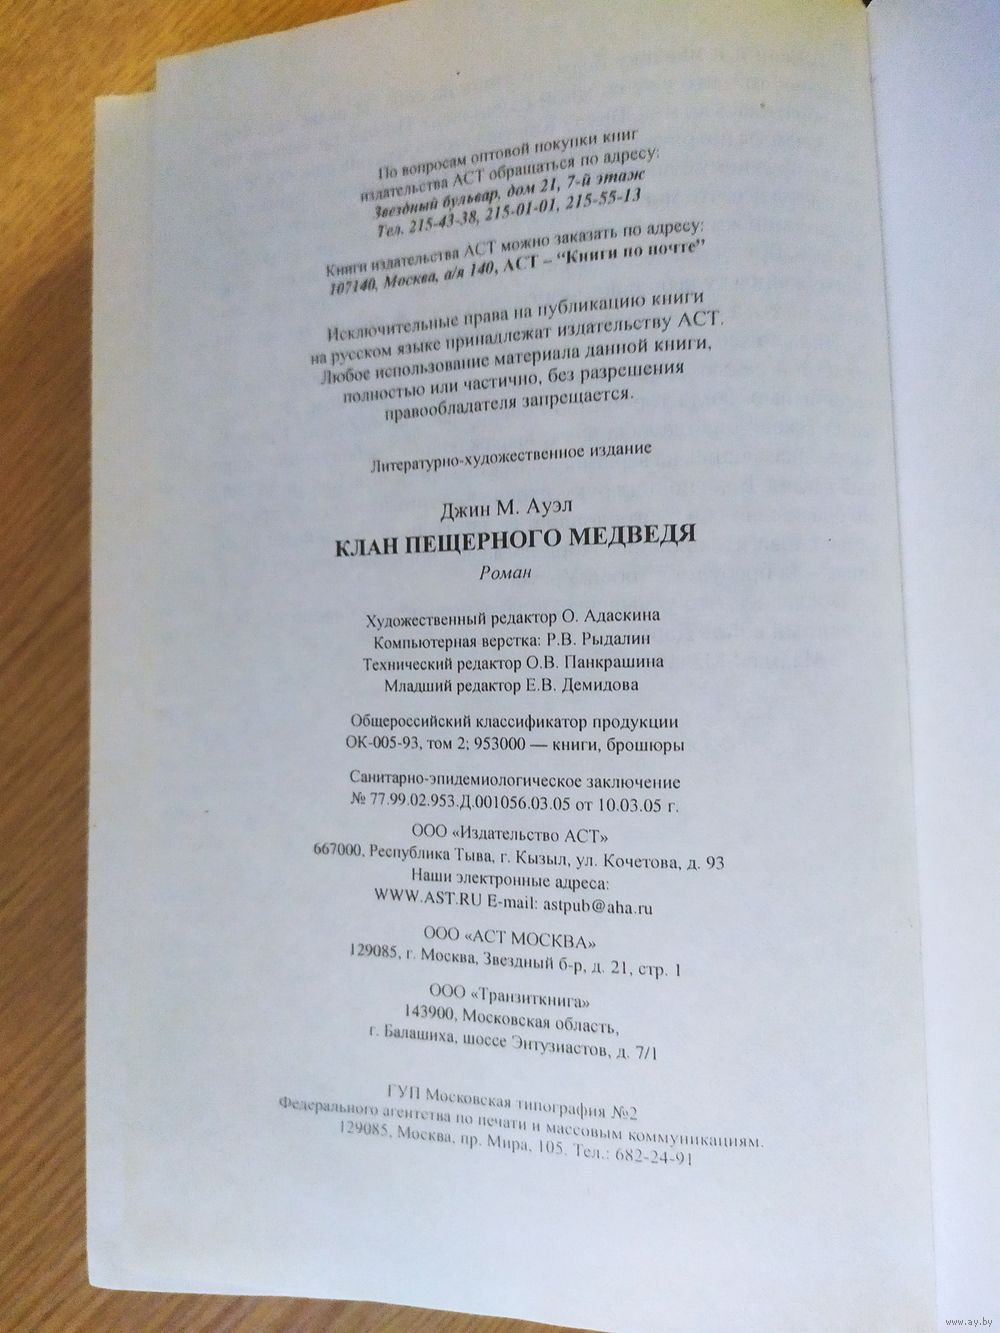 По вопросам оптовой покупки книг
издательства АСТ обращаться по адресу:
Звездный бульвар, дом 21, 7-й этаж
Тел. 215-43-38, 215-01-01, 215-55-13
Книги издательства АСТ можно заказать по адресу:
107140, Москва, а/я 140, АСТ – “Книги по почте”
Исключительные права на публикацию книги
на русском языке принадлежат издательству АСТ.
Любое использование материала данной книги,
полностью или частично, без разрешения
правообладателя запрещается.
Литературно-художественное издание
Джин М. Ауэл
КЛАН ПЕЩЕРНОГО МЕДВЕДЯ
Роман
Художественный редактор О. Адаскина
Компьютерная верстка: Р.В. Рыдалин
Технический редактор О.В. Панкрашина
Младший редактор Е.В. Демидова
Общероссийский классификатор продукции
ОК-005-93, том 2; 953000 — книги, брошюры
Санитарно-эпидемиологическое заключение
№ 77.99.02.953.Д.001056.03.05 от 10.03.05 г.
ООО «Издательство АСТ»
667000, Республика Тыва, г. Кызыл, ул. Кочетова, д. 93
Наши электронные адреса:
WWW.AST.RU E-mail: astpub@aha.ru
ООО «АСТ МОСКВА»
129085, г. Москва, Звездный б-р, д. 21, стр. 1
ООО «Транзиткнига»
143900, Московская область,
г. Балашиха, шоссе Энтузиастов, д. 7/1
ГУП Московская типография №2
Федерального агентства по печати и массовым коммуникациям.
129085, Москва, пр. Мира, 105. Тел.: 682-24-91
www.ay.by